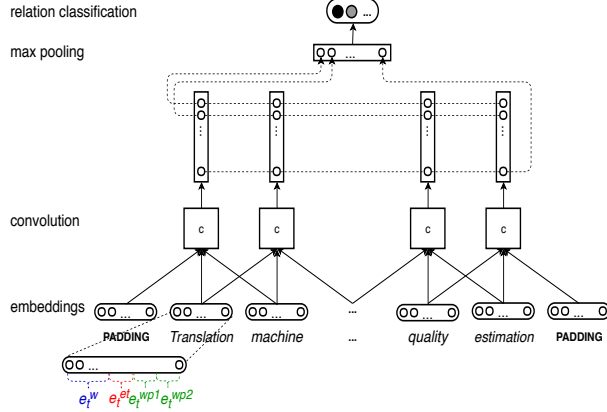 relation classification
...
max pooling
...
...
convolution
c c c c
embeddings
... ... ... ... ... ... ...
PADDING Translation machine ... quality estimation PADDING
...
e_t^w e_t^et e_t^wp1 e_t^wp2